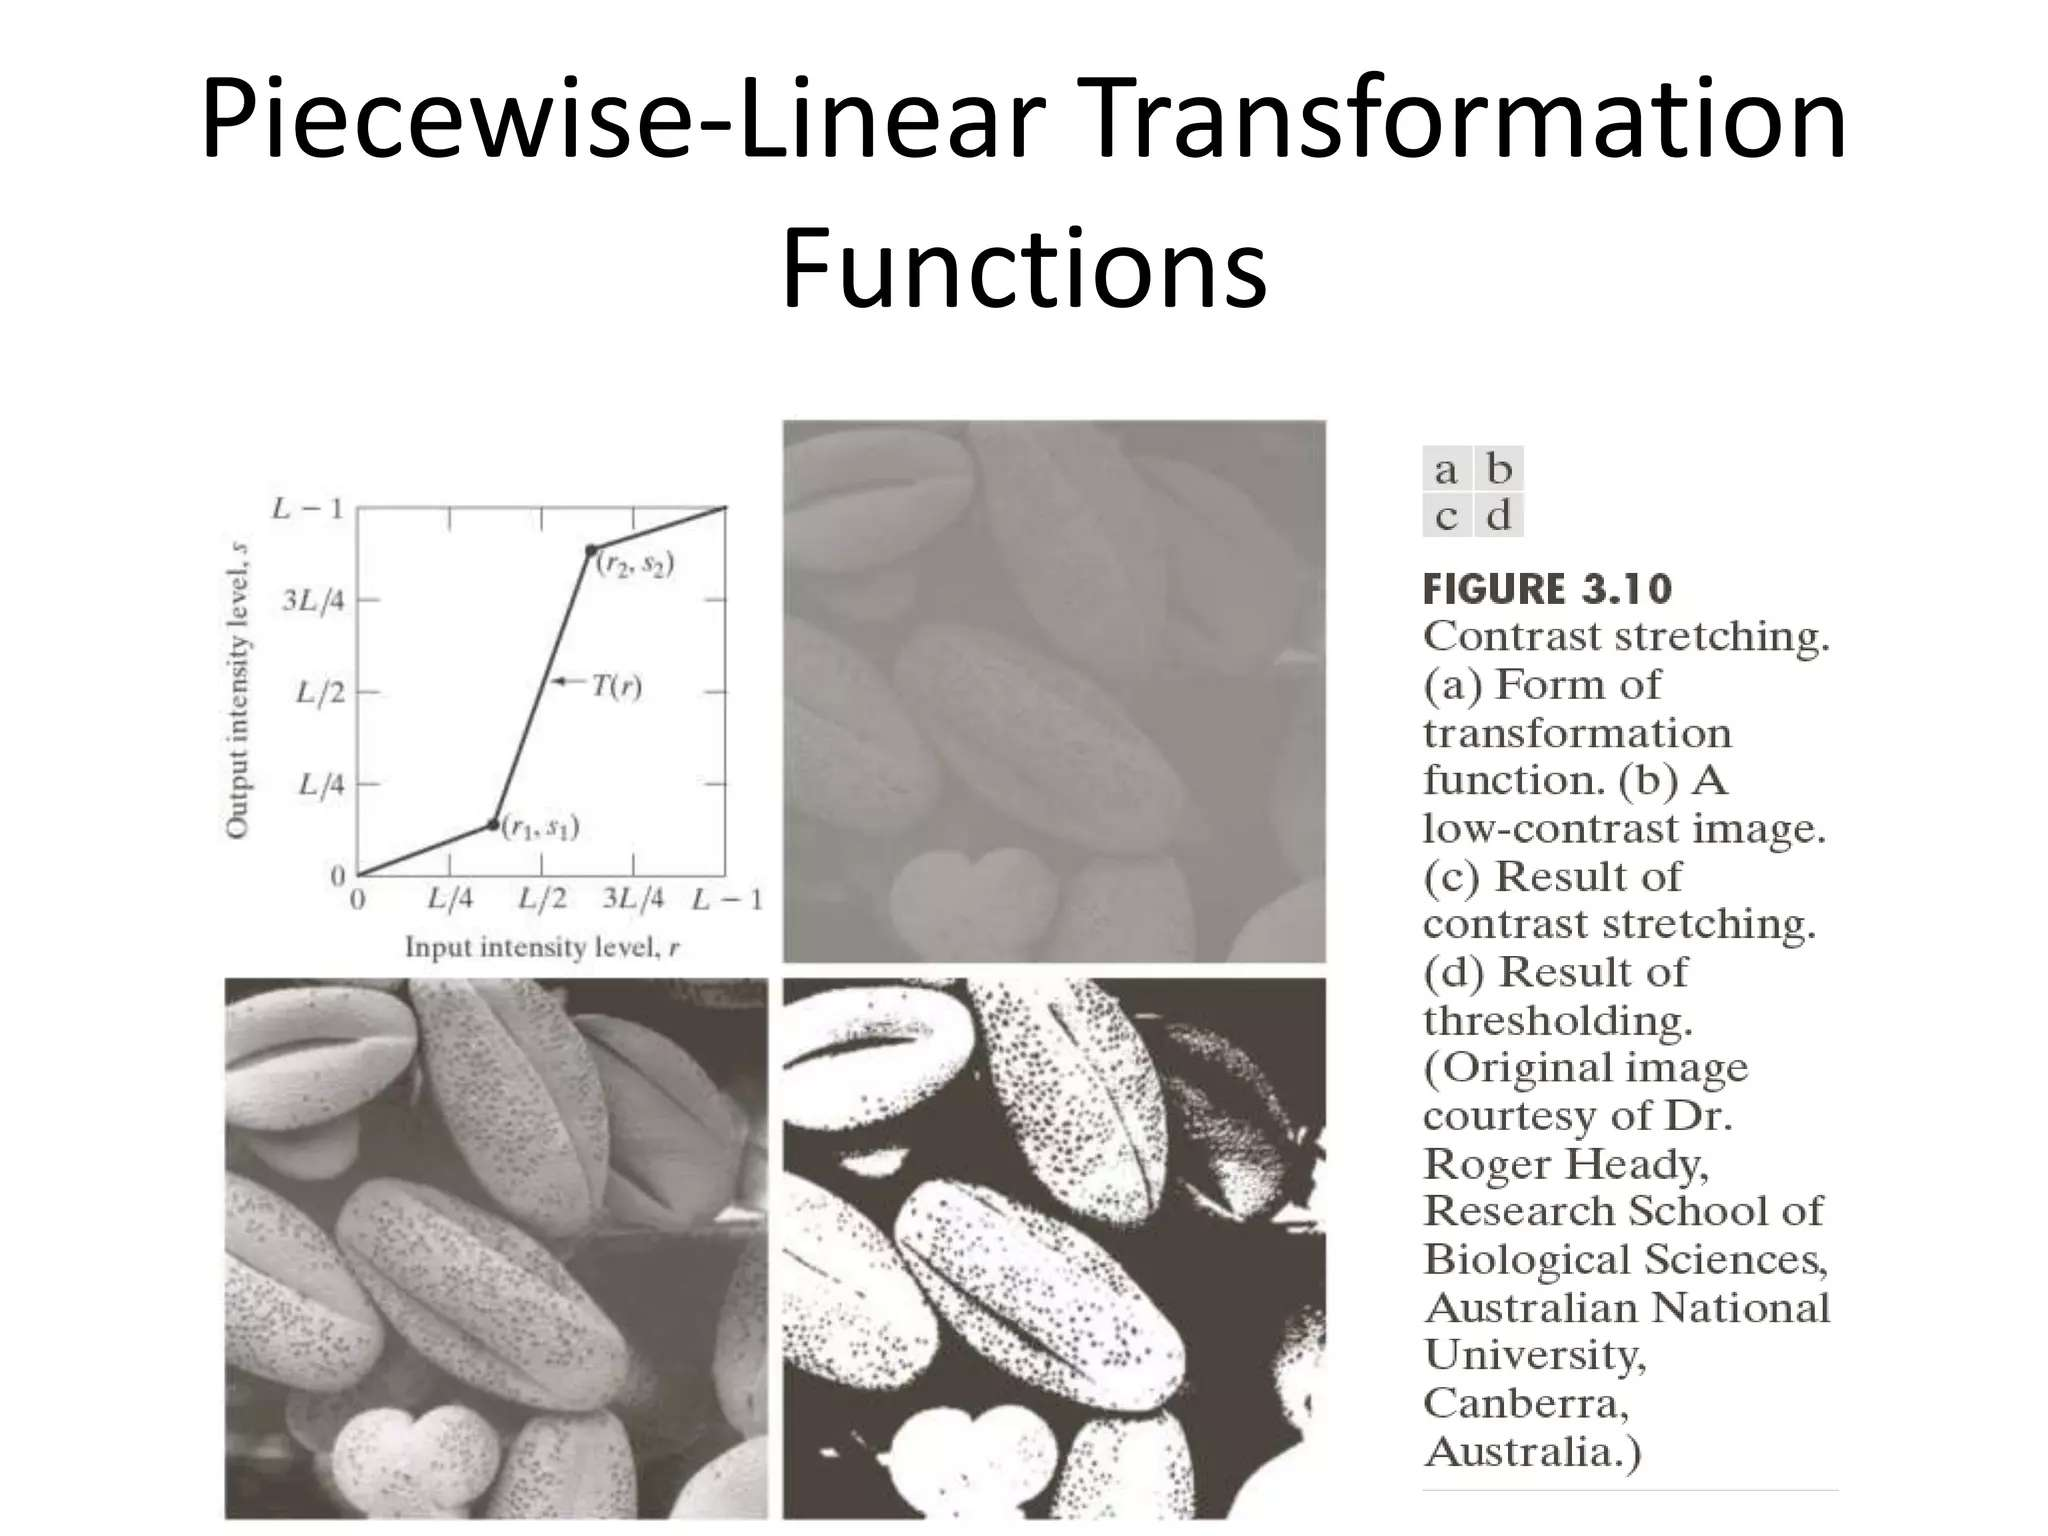 Piecewise-Linear Transformation
Functions
L – 1
3L/4
L/2
L/4
0
Output intensity level, s
(r2, s2)
T(r)
(r1, s1)
0 L/4 L/2 3L/4 L – 1
Input intensity level, r
a b
c d
FIGURE 3.10
Contrast stretching.
(a) Form of
transformation
function. (b) A
low-contrast image.
(c) Result of
contrast stretching.
(d) Result of
thresholding.
(Original image
courtesy of Dr.
Roger Heady,
Research School of
Biological Sciences,
Australian National
University,
Canberra,
Australia.)